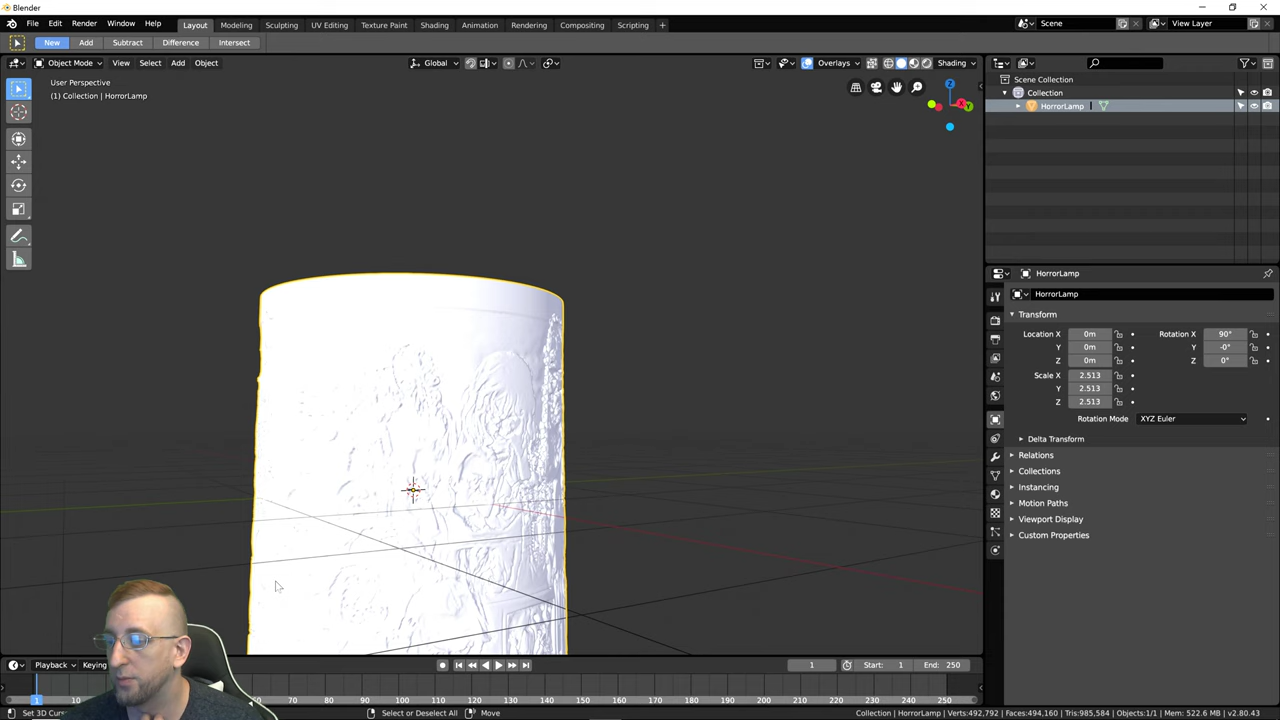 Blender
File Edit Render Window Help
Layout Modeling Sculpting UV Editing Texture Paint Shading Animation Rendering Compositing Scripting +
Scene
View Layer
New Add Subtract Difference Intersect
Object Mode View Select Add Object
Global
Overlays
Shading
User Perspective
(1) Collection | HorrorLamp
Z
X
Y
Scene Collection
Collection
HorrorLamp
HorrorLamp
HorrorLamp
Transform
Location X 0m Rotation X 90°
Y 0m Y -0°
Z 0m Z 0°
Scale X 2.513
Y 2.513
Z 2.513
Rotation Mode XYZ Euler
Delta Transform
Relations
Collections
Instancing
Motion Paths
Viewport Display
Custom Properties
Playback Keying
1 Start: 1 End: 250
1 10 60 70 80 90 100 110 120 130 140 150 160 170 180 190 200 210 220 230 240 250
Set 3D Curs Select or Deselect All Move
Collection | HorrorLamp | Verts:492,792 | Faces:494,160 | Tris:985,584 | Objects:1/1 | Mem: 522.6 MB | v2.80.43